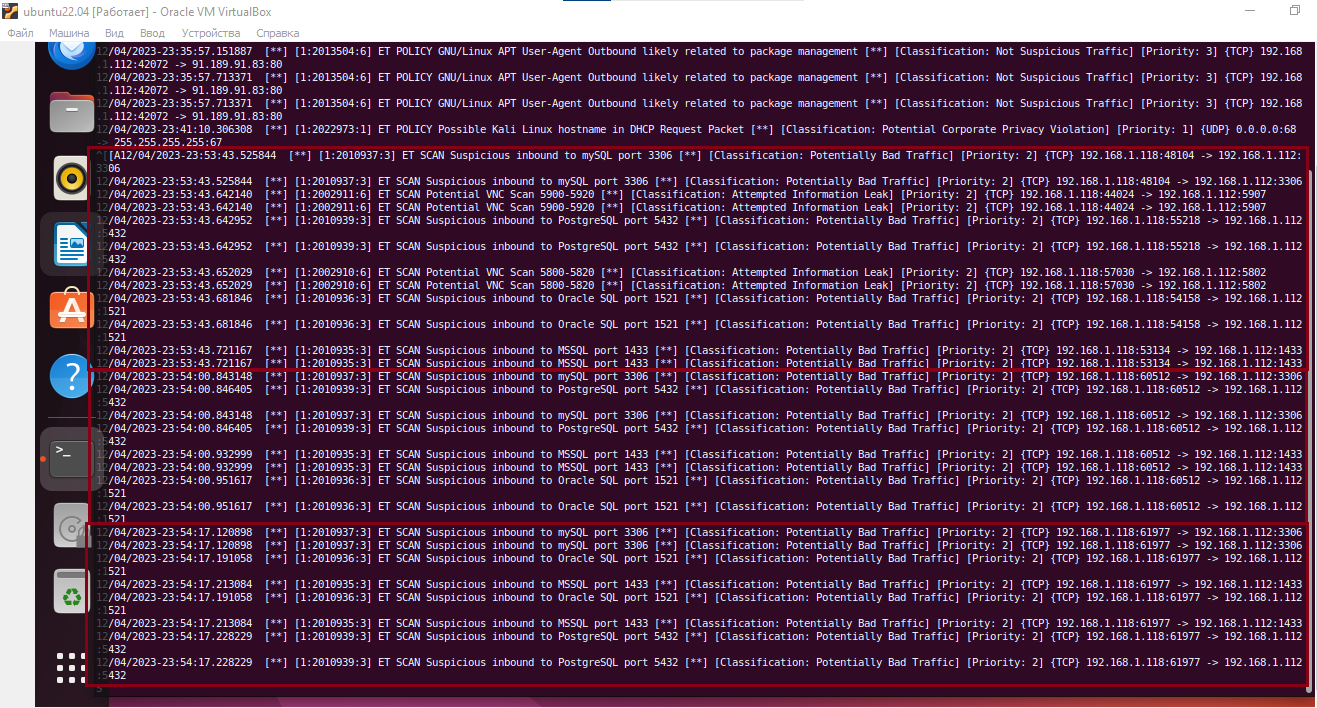 ubuntu22.04 [Работает] - Oracle VM VirtualBox
Файл Машина Вид Ввод Устройства Справка
12/04/2023-23:35:57.151887 [**] [1:2013504:6] ET POLICY GNU/Linux APT User-Agent Outbound likely related to package management [**] [Classification: Not Suspicious Traffic] [Priority: 3] {TCP} 192.168
.1.112:42072 -> 91.189.91.83:80
12/04/2023-23:35:57.713371 [**] [1:2013504:6] ET POLICY GNU/Linux APT User-Agent Outbound likely related to package management [**] [Classification: Not Suspicious Traffic] [Priority: 3] {TCP} 192.168
.1.112:42072 -> 91.189.91.83:80
12/04/2023-23:35:57.713371 [**] [1:2013504:6] ET POLICY GNU/Linux APT User-Agent Outbound likely related to package management [**] [Classification: Not Suspicious Traffic] [Priority: 3] {TCP} 192.168
.1.112:42072 -> 91.189.91.83:80
12/04/2023-23:41:10.306308 [**] [1:2022973:1] ET POLICY Possible Kali Linux hostname in DHCP Request Packet [**] [Classification: Potential Corporate Privacy Violation] [Priority: 1] {UDP} 0.0.0.0:68
-> 255.255.255.255:67
^[[A12/04/2023-23:53:43.525844 [**] [1:2010937:3] ET SCAN Suspicious inbound to mySQL port 3306 [**] [Classification: Potentially Bad Traffic] [Priority: 2] {TCP} 192.168.1.118:48104 -> 192.168.1.112:
3306
12/04/2023-23:53:43.525844 [**] [1:2010937:3] ET SCAN Suspicious inbound to mySQL port 3306 [**] [Classification: Potentially Bad Traffic] [Priority: 2] {TCP} 192.168.1.118:48104 -> 192.168.1.112:3306
12/04/2023-23:53:43.642140 [**] [1:2002911:6] ET SCAN Potential VNC Scan 5900-5920 [**] [Classification: Attempted Information Leak] [Priority: 2] {TCP} 192.168.1.118:44024 -> 192.168.1.112:5907
12/04/2023-23:53:43.642140 [**] [1:2002911:6] ET SCAN Potential VNC Scan 5900-5920 [**] [Classification: Attempted Information Leak] [Priority: 2] {TCP} 192.168.1.118:44024 -> 192.168.1.112:5907
12/04/2023-23:53:43.642952 [**] [1:2010939:3] ET SCAN Suspicious inbound to PostgreSQL port 5432 [**] [Classification: Potentially Bad Traffic] [Priority: 2] {TCP} 192.168.1.118:55218 -> 192.168.1.112
:5432
12/04/2023-23:53:43.642952 [**] [1:2010939:3] ET SCAN Suspicious inbound to PostgreSQL port 5432 [**] [Classification: Potentially Bad Traffic] [Priority: 2] {TCP} 192.168.1.118:55218 -> 192.168.1.112
:5432
12/04/2023-23:53:43.652029 [**] [1:2002910:6] ET SCAN Potential VNC Scan 5800-5820 [**] [Classification: Attempted Information Leak] [Priority: 2] {TCP} 192.168.1.118:57030 -> 192.168.1.112:5802
12/04/2023-23:53:43.652029 [**] [1:2002910:6] ET SCAN Potential VNC Scan 5800-5820 [**] [Classification: Attempted Information Leak] [Priority: 2] {TCP} 192.168.1.118:57030 -> 192.168.1.112:5802
12/04/2023-23:53:43.681846 [**] [1:2010936:3] ET SCAN Suspicious inbound to Oracle SQL port 1521 [**] [Classification: Potentially Bad Traffic] [Priority: 2] {TCP} 192.168.1.118:54158 -> 192.168.1.112
:1521
12/04/2023-23:53:43.681846 [**] [1:2010936:3] ET SCAN Suspicious inbound to Oracle SQL port 1521 [**] [Classification: Potentially Bad Traffic] [Priority: 2] {TCP} 192.168.1.118:54158 -> 192.168.1.112
:1521
12/04/2023-23:53:43.721167 [**] [1:2010935:3] ET SCAN Suspicious inbound to MSSQL port 1433 [**] [Classification: Potentially Bad Traffic] [Priority: 2] {TCP} 192.168.1.118:53134 -> 192.168.1.112:1433
12/04/2023-23:53:43.721167 [**] [1:2010935:3] ET SCAN Suspicious inbound to MSSQL port 1433 [**] [Classification: Potentially Bad Traffic] [Priority: 2] {TCP} 192.168.1.118:53134 -> 192.168.1.112:1433
12/04/2023-23:54:00.843148 [**] [1:2010937:3] ET SCAN Suspicious inbound to mySQL port 3306 [**] [Classification: Potentially Bad Traffic] [Priority: 2] {TCP} 192.168.1.118:60512 -> 192.168.1.112:3306
12/04/2023-23:54:00.846405 [**] [1:2010939:3] ET SCAN Suspicious inbound to PostgreSQL port 5432 [**] [Classification: Potentially Bad Traffic] [Priority: 2] {TCP} 192.168.1.118:60512 -> 192.168.1.112
:5432
12/04/2023-23:54:00.843148 [**] [1:2010937:3] ET SCAN Suspicious inbound to mySQL port 3306 [**] [Classification: Potentially Bad Traffic] [Priority: 2] {TCP} 192.168.1.118:60512 -> 192.168.1.112:3306
12/04/2023-23:54:00.846405 [**] [1:2010939:3] ET SCAN Suspicious inbound to PostgreSQL port 5432 [**] [Classification: Potentially Bad Traffic] [Priority: 2] {TCP} 192.168.1.118:60512 -> 192.168.1.112
:5432
12/04/2023-23:54:00.932999 [**] [1:2010935:3] ET SCAN Suspicious inbound to MSSQL port 1433 [**] [Classification: Potentially Bad Traffic] [Priority: 2] {TCP} 192.168.1.118:60512 -> 192.168.1.112:1433
12/04/2023-23:54:00.932999 [**] [1:2010935:3] ET SCAN Suspicious inbound to MSSQL port 1433 [**] [Classification: Potentially Bad Traffic] [Priority: 2] {TCP} 192.168.1.118:60512 -> 192.168.1.112:1433
12/04/2023-23:54:00.951617 [**] [1:2010936:3] ET SCAN Suspicious inbound to Oracle SQL port 1521 [**] [Classification: Potentially Bad Traffic] [Priority: 2] {TCP} 192.168.1.118:60512 -> 192.168.1.112
:1521
12/04/2023-23:54:00.951617 [**] [1:2010936:3] ET SCAN Suspicious inbound to Oracle SQL port 1521 [**] [Classification: Potentially Bad Traffic] [Priority: 2] {TCP} 192.168.1.118:60512 -> 192.168.1.112
:1521
12/04/2023-23:54:17.120898 [**] [1:2010937:3] ET SCAN Suspicious inbound to mySQL port 3306 [**] [Classification: Potentially Bad Traffic] [Priority: 2] {TCP} 192.168.1.118:61977 -> 192.168.1.112:3306
12/04/2023-23:54:17.120898 [**] [1:2010937:3] ET SCAN Suspicious inbound to mySQL port 3306 [**] [Classification: Potentially Bad Traffic] [Priority: 2] {TCP} 192.168.1.118:61977 -> 192.168.1.112:3306
12/04/2023-23:54:17.191058 [**] [1:2010936:3] ET SCAN Suspicious inbound to Oracle SQL port 1521 [**] [Classification: Potentially Bad Traffic] [Priority: 2] {TCP} 192.168.1.118:61977 -> 192.168.1.112
:1521
12/04/2023-23:54:17.213084 [**] [1:2010935:3] ET SCAN Suspicious inbound to MSSQL port 1433 [**] [Classification: Potentially Bad Traffic] [Priority: 2] {TCP} 192.168.1.118:61977 -> 192.168.1.112:1433
12/04/2023-23:54:17.191058 [**] [1:2010936:3] ET SCAN Suspicious inbound to Oracle SQL port 1521 [**] [Classification: Potentially Bad Traffic] [Priority: 2] {TCP} 192.168.1.118:61977 -> 192.168.1.112
:1521
12/04/2023-23:54:17.213084 [**] [1:2010935:3] ET SCAN Suspicious inbound to MSSQL port 1433 [**] [Classification: Potentially Bad Traffic] [Priority: 2] {TCP} 192.168.1.118:61977 -> 192.168.1.112:1433
12/04/2023-23:54:17.228229 [**] [1:2010939:3] ET SCAN Suspicious inbound to PostgreSQL port 5432 [**] [Classification: Potentially Bad Traffic] [Priority: 2] {TCP} 192.168.1.118:61977 -> 192.168.1.112
:5432
12/04/2023-23:54:17.228229 [**] [1:2010939:3] ET SCAN Suspicious inbound to PostgreSQL port 5432 [**] [Classification: Potentially Bad Traffic] [Priority: 2] {TCP} 192.168.1.118:61977 -> 192.168.1.112
:5432